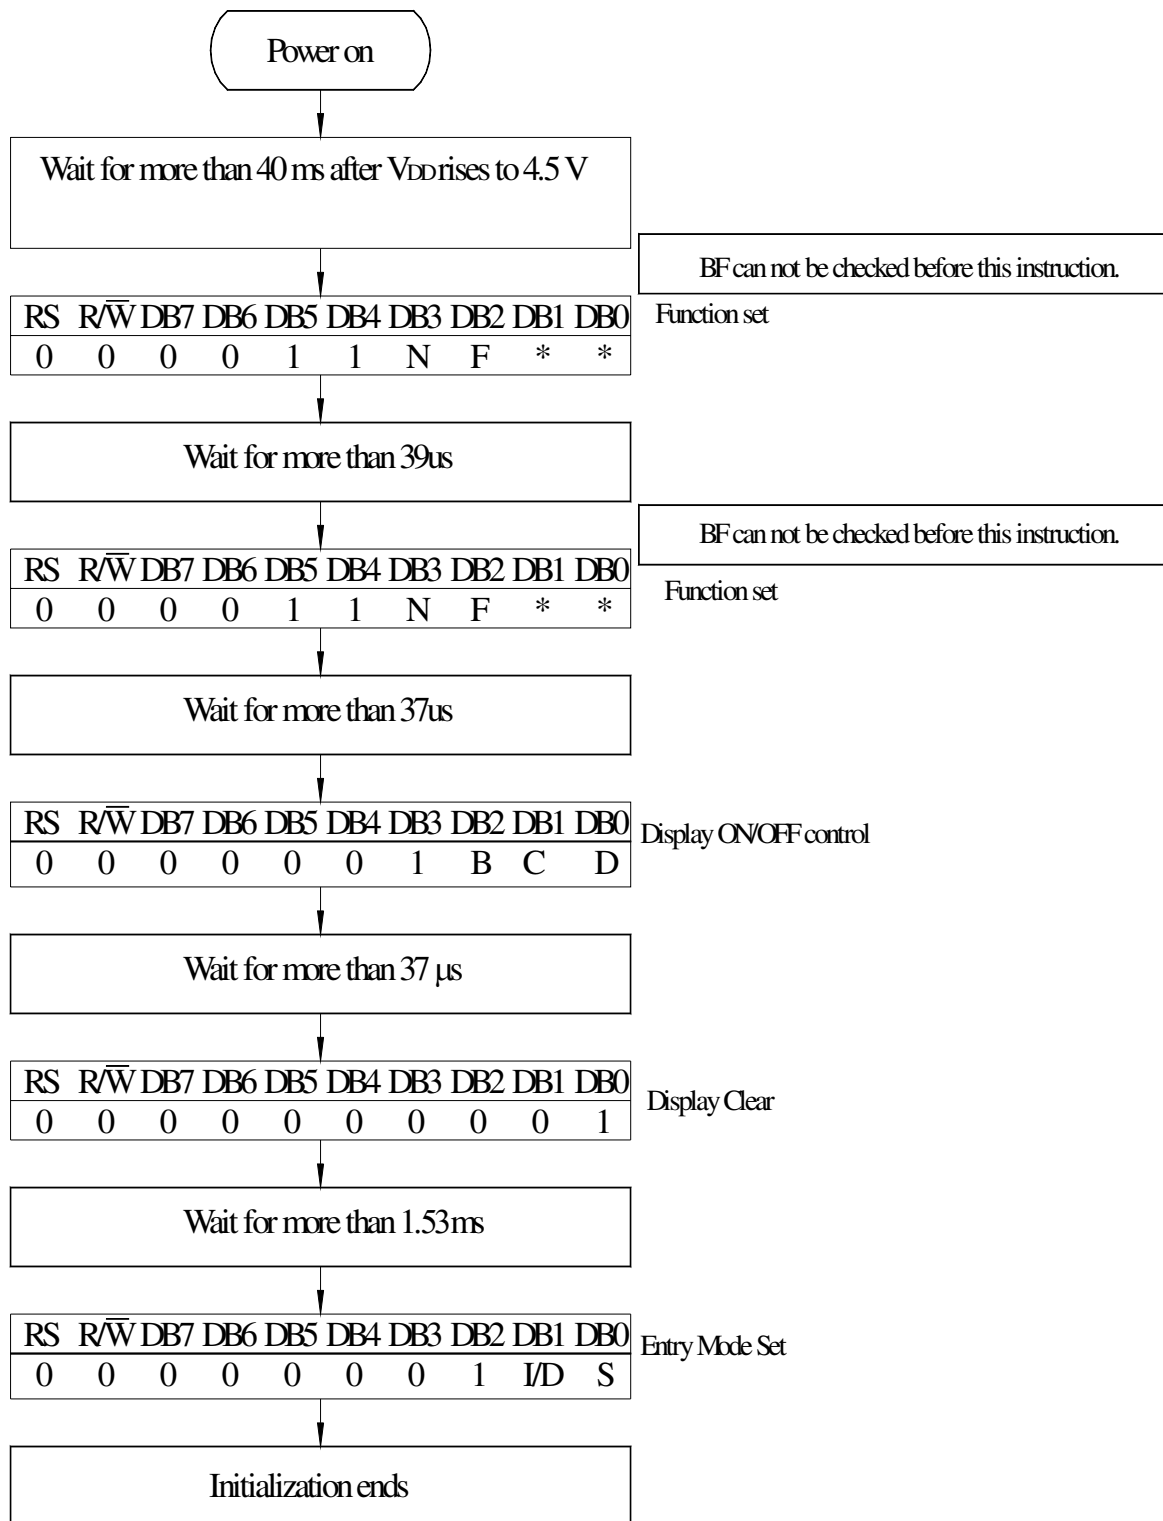 Power on
Wait for more than 40 ms after VDD rises to 4.5 V
BF can not be checked before this instruction.
RS R/W̅ DB7 DB6 DB5 DB4 DB3 DB2 DB1 DB0
Function set
0 0 0 0 1 1 N F * *
Wait for more than 39us
BF can not be checked before this instruction.
RS R/W̅ DB7 DB6 DB5 DB4 DB3 DB2 DB1 DB0
Function set
0 0 0 0 1 1 N F * *
Wait for more than 37us
RS R/W̅ DB7 DB6 DB5 DB4 DB3 DB2 DB1 DB0
Display ON/OFF control
0 0 0 0 0 0 1 B C D
Wait for more than 37 μs
RS R/W̅ DB7 DB6 DB5 DB4 DB3 DB2 DB1 DB0
Display Clear
0 0 0 0 0 0 0 0 0 1
Wait for more than 1.53ms
RS R/W̅ DB7 DB6 DB5 DB4 DB3 DB2 DB1 DB0
Entry Mode Set
0 0 0 0 0 0 0 1 I/D S
Initialization ends